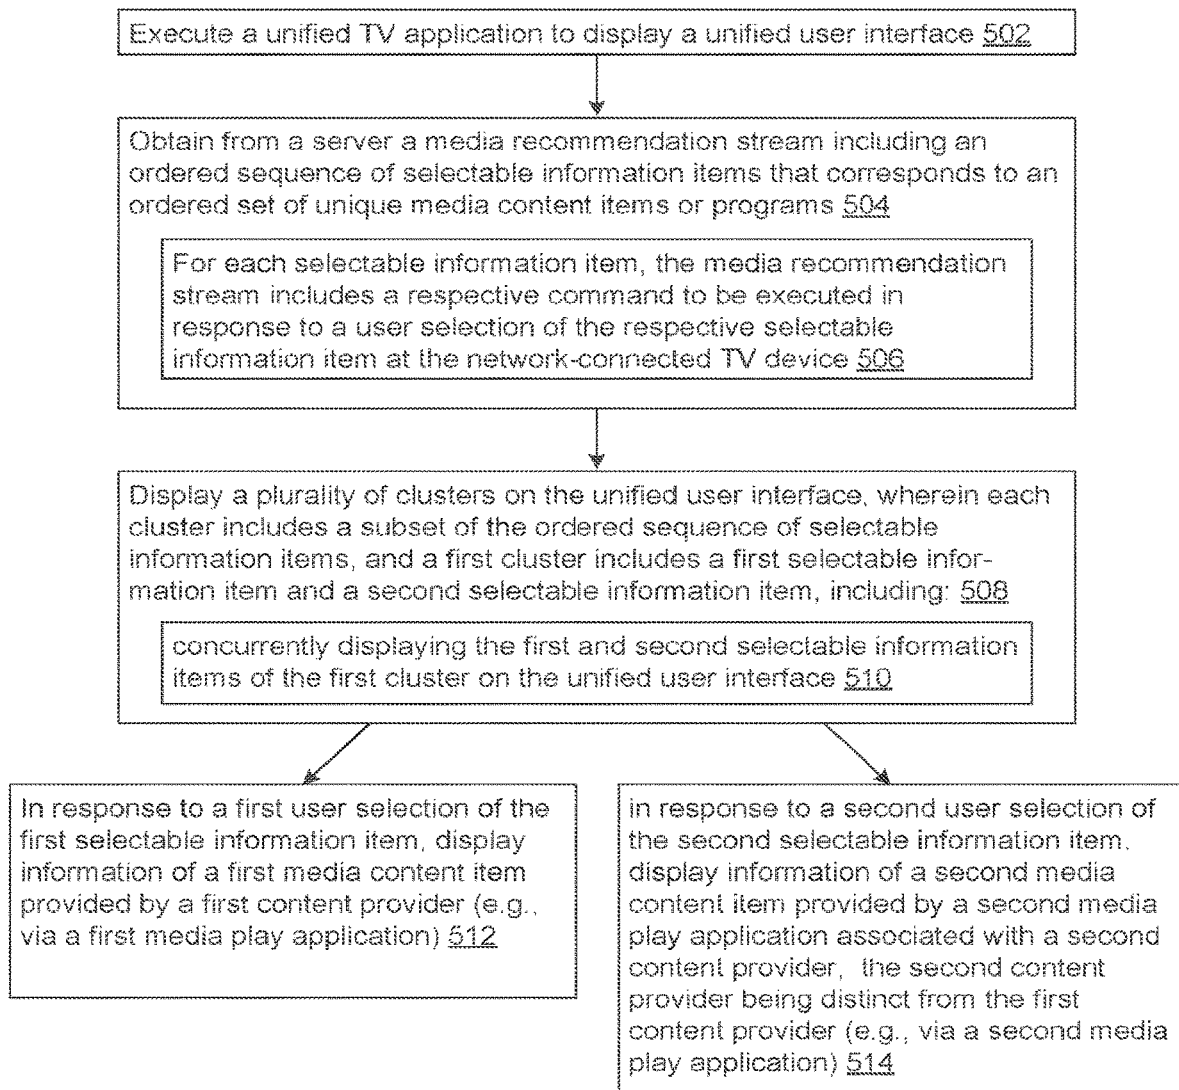 Execute a unified TV application to display a unified user interface 502
Obtain from a server a media recommendation stream including an
ordered sequence of selectable information items that corresponds to an
ordered set of unique media content items or programs 504
For each selectable information item, the media recommendation
stream includes a respective command to be executed in
response to a user selection of the respective selectable
information item at the network-connected TV device 506
Display a plurality of clusters on the unified user interface, wherein each
cluster includes a subset of the ordered sequence of selectable
information items, and a first cluster includes a first selectable infor-
mation item and a second selectable information item, including: 508
concurrently displaying the first and second selectable information
items of the first cluster on the unified user interface 510
In response to a first user selection of the
first selectable information item, display
information of a first media content item
provided by a first content provider (e.g.,
via a first media play application) 512
in response to a second user selection of
the second selectable information item.
display information of a second media
content item provided by a second media
play application associated with a second
content provider, the second content
provider being distinct from the first
content provider (e.g., via a second media
play application) 514